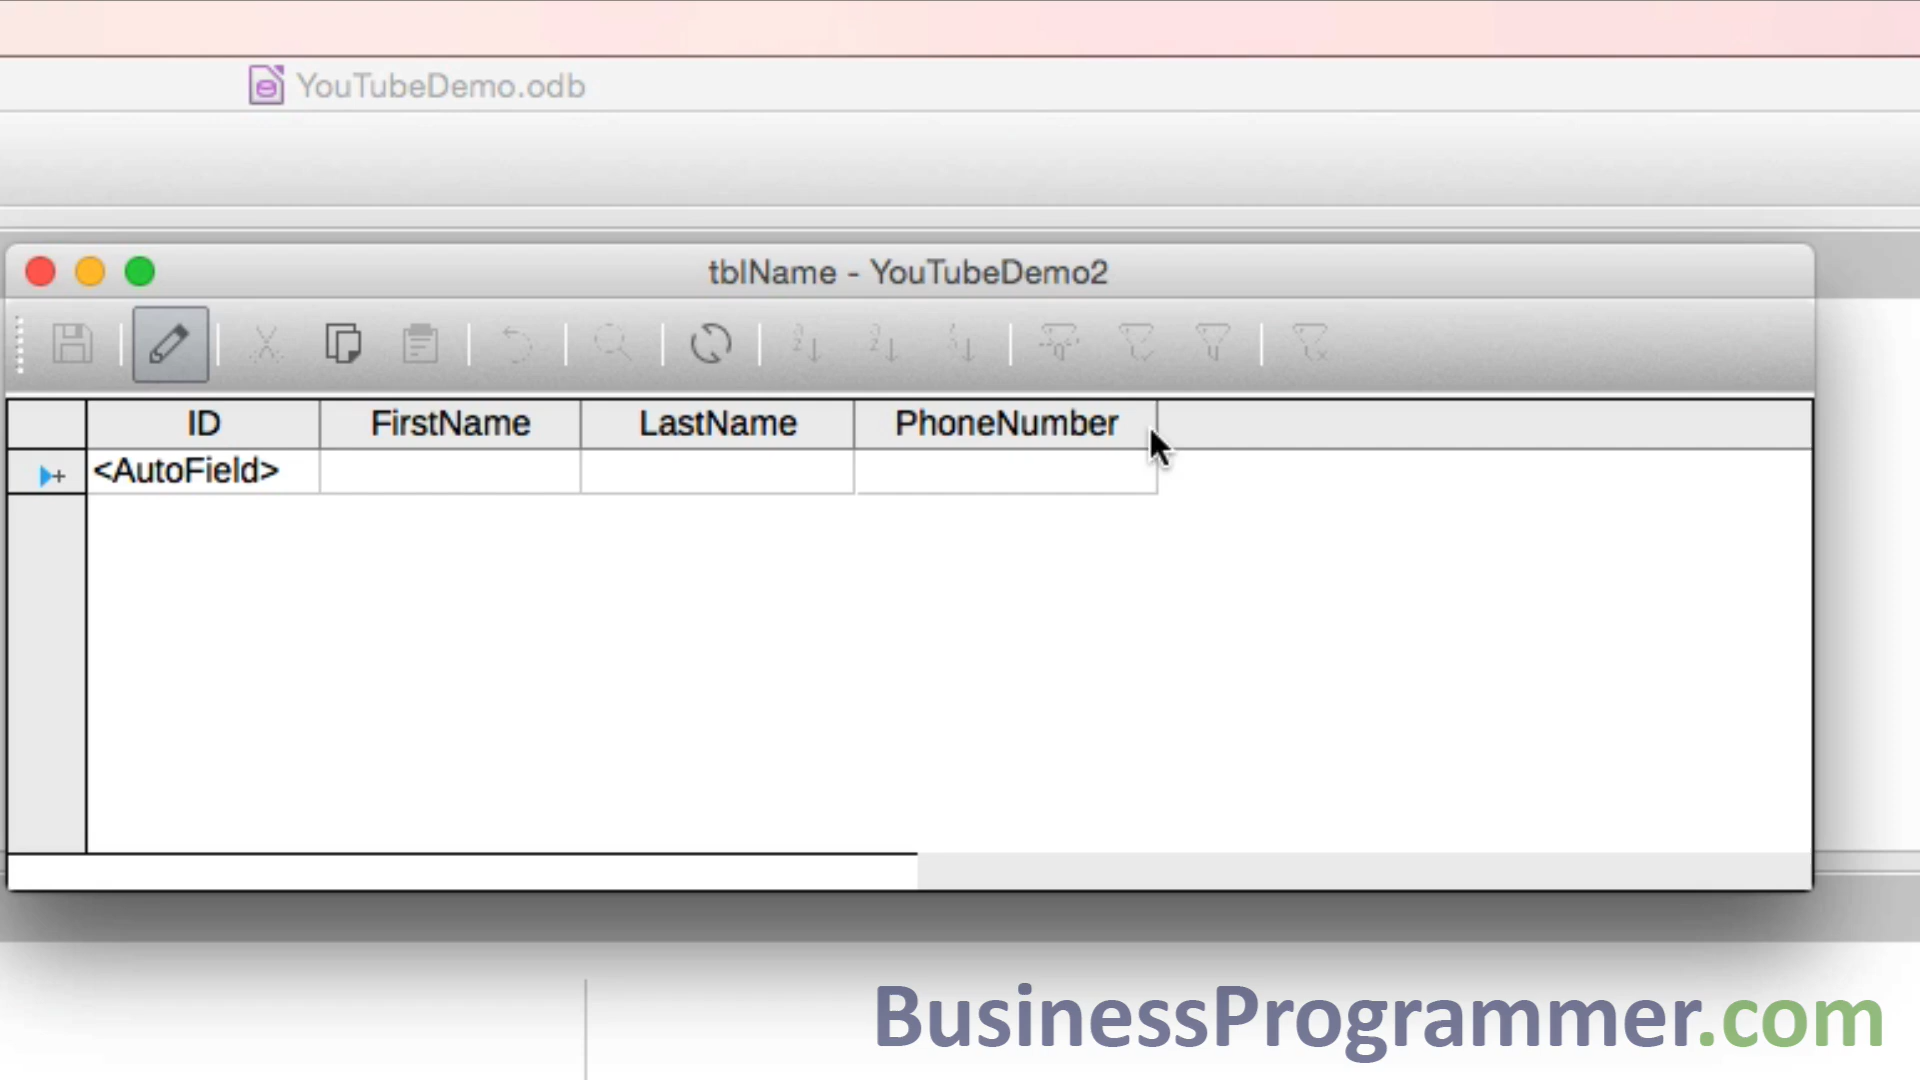 YouTubeDemo.odb
tblName - YouTubeDemo2
ID FirstName LastName PhoneNumber
<AutoField>
BusinessProgrammer.com